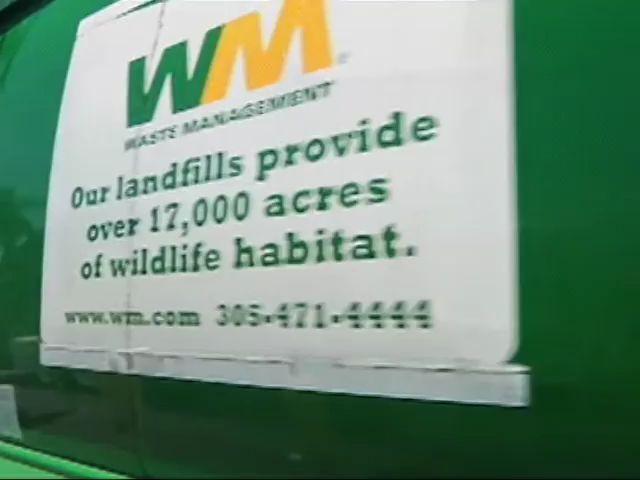 WM
WASTE MANAGEMENT
Our landfills provide
over 17,000 acres
of wildlife habitat.
www.wm.com 305-471-4444